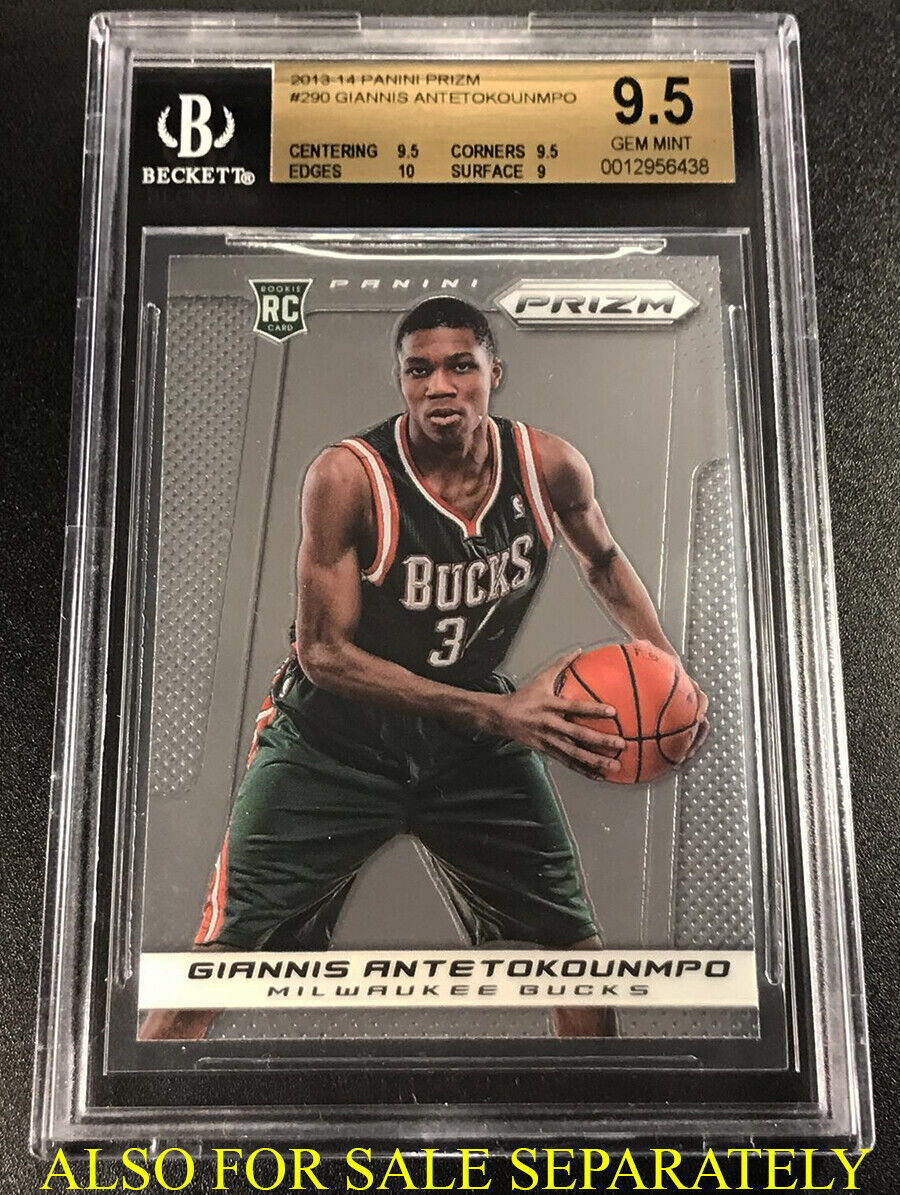 2013-14 PANINI PRIZM
#290 GIANNIS ANTETOKOUNMPO
9.5
GEM MINT
0012956438
CENTERING 9.5 CORNERS 9.5
EDGES 10 SURFACE 9
B
BECKETT®
ROOKIE
RC
CARD
PANINI
PRIZM
BUCKS
3
GIANNIS ANTETOKOUNMPO
MILWAUKEE BUCKS
ALSO FOR SALE SEPARATELY